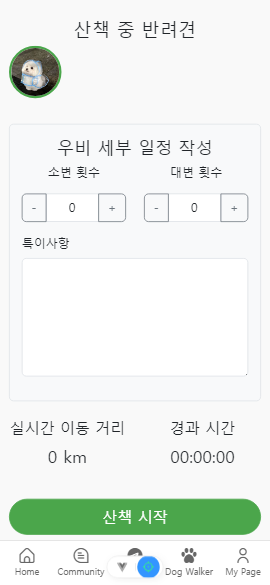 산책 중 반려견
우비 세부 일정 작성
소변 횟수 대변 횟수
- 0 + - 0 +
특이사항
실시간 이동 거리 경과 시간
0 km 00:00:00
산책 시작
Home Community Dog Walker My Page